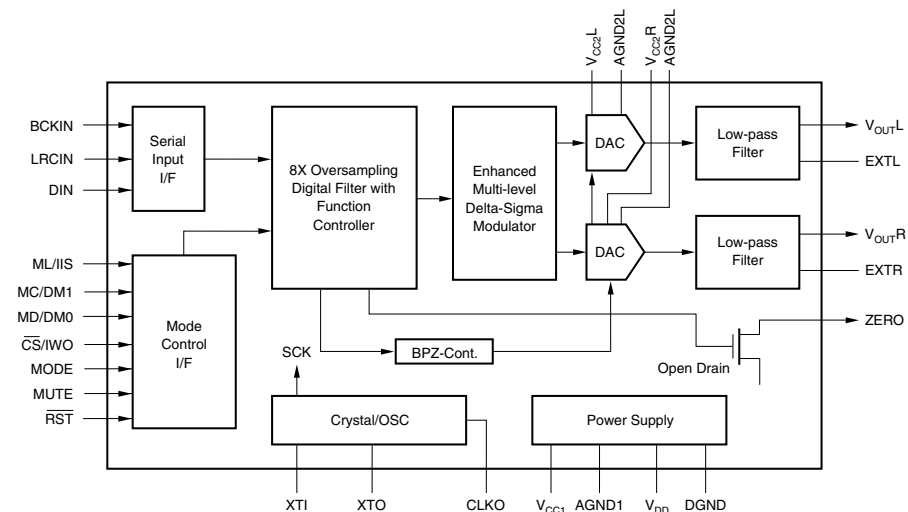 VCC2L
AGND2L
VCC2R
AGND2L
BCKIN
LRCIN
DIN
Serial
Input
I/F
8X Oversampling
Digital Filter with
Function
Controller
Enhanced
Multi-level
Delta-Sigma
Modulator
DAC
DAC
Low-pass
Filter
Low-pass
Filter
VOUTL
EXTL
VOUTR
EXTR
ZERO
ML/IIS
MC/DM1
MD/DM0
CS/IWO
MODE
MUTE
RST
Mode
Control
I/F
SCK
BPZ-Cont.
Open Drain
Crystal/OSC
Power Supply
XTI
XTO
CLKO
VCC1
AGND1
VDD
DGND